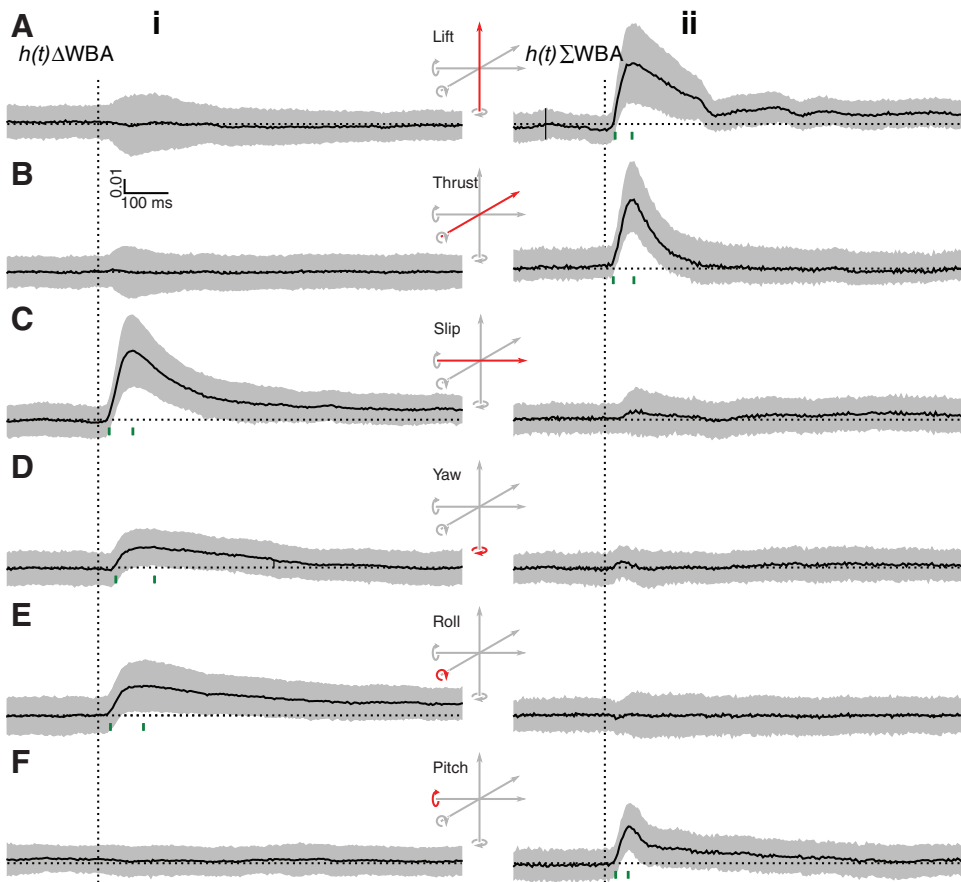 A
i
ii
h(t)ΔWBA
Lift
h(t)∑WBA
B
0.01
100 ms
Thrust
C
Slip
D
Yaw
E
Roll
F
Pitch